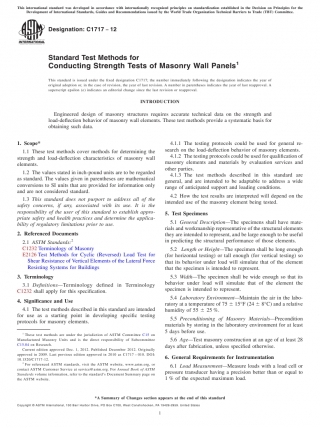 This international standard was developed in accordance with internationally recognized principles on standardization established in the Decision on Principles for the
Development of International Standards, Guides and Recommendations issued by the World Trade Organization Technical Barriers to Trade (TBT) Committee.
Designation: C1717 − 12
Standard Test Methods for
Conducting Strength Tests of Masonry Wall Panels1
This standard is issued under the fixed designation C1717; the number immediately following the designation indicates the year of
original adoption or, in the case of revision, the year of last revision. A number in parentheses indicates the year of last reapproval. A
superscript epsilon (ε) indicates an editorial change since the last revision or reapproval.
INTRODUCTION
Engineered design of masonry structures requires accurate technical data on the strength and
load-deflection behavior of masonry wall elements. These test methods provide a systematic basis for
obtaining such data.
1. Scope*
1.1 These test methods cover methods for determining the
strength and load-deflection characteristics of masonry wall
elements.
1.2 The values stated in inch-pound units are to be regarded
as standard. The values given in parentheses are mathematical
conversions to SI units that are provided for information only
and are not considered standard.
1.3 This standard does not purport to address all of the
safety concerns, if any, associated with its use. It is the
responsibility of the user of this standard to establish appro-
priate safety and health practices and determine the applica-
bility of regulatory limitations prior to use.
2. Referenced Documents
2.1 ASTM Standards:2
C1232 Terminology of Masonry
E2126 Test Methods for Cyclic (Reversed) Load Test for
Shear Resistance of Vertical Elements of the Lateral Force
Resisting Systems for Buildings
3. Terminology
3.1 Definitions—Terminology defined in Terminology
C1232 shall apply for this specification.
4. Significance and Use
4.1 The test methods described in this standard are intended
for use as a starting point in developing specific testing
protocols for masonry elements.
1 These test methods are under the jurisdiction of ASTM Committee C15 on
Manufactured Masonry Units and is the direct responsibility of Subcommittee
C15.04 on Research.
Current edition approved Dec. 1, 2012. Published December 2012. Originally
approved in 2009. Last previous edition approved in 2010 as C1717 – 10.
2 For referenced ASTM standards, visit the ASTM website, www.astm.org, or
contact ASTM Customer Service at service@astm.org. For Annual Book of ASTM
Standards volume information, refer to the standard's Document Summary page on
the ASTM website.
4.1.1 The testing protocols could be used for general re-
search on the load-deflection behavior of masonry elements.
4.1.2 The testing protocols could be used for qualification of
masonry elements and materials by evaluation services and
other parties.
4.1.3 The test methods described in this standard are
general, and are intended to be adaptable to address a wide
range of anticipated support and loading conditions.
4.2 How the test results are interpreted will depend on the
intended use of the masonry element being tested.
5. Test Specimens
5.1 General—The specimens shall have mate-
rials and workmanship representative of the structural elements
they are intended to represent, and be large enough to be useful
in predicting the structural performance of those elements.
5.2 Length or Height—The specimens shall be long enough
(for horizontal testing) or tall enough (for vertical testing) so
that its behavior under load will simulate that of the element
that the specimen is intended to represent.
5.3 Width—The specimen shall be wide enough so that its
behavior under load will simulate that of the element the
specimen is intended to represent.
5.4 Laboratory Environment—Maintain the air in the labo-
ratory at a temperature of 75 ± 15°F (24 ± 8°C) and a relative
humidity of 55 ± 25 %.
5.5 Preconditioning of Masonry Materials—Precondition
materials by storing in the laboratory environment for at least
5 days before use.
5.6 Age—Test masonry construction at an age of at least 28
days after fabrication, unless specified otherwise.
6. General Requirements for Instrumentation
6.1 Load Measurement—Measure loads with a load cell or
pressure transducer having a precision better than or equal to
1 % of the expected maximum load.
*A Summary of Changes section appears at the end of this standard
Copyright © ASTM International, 100 Barr Harbor Drive, PO Box C700, West Conshohocken, PA 19428-2959. United States
1